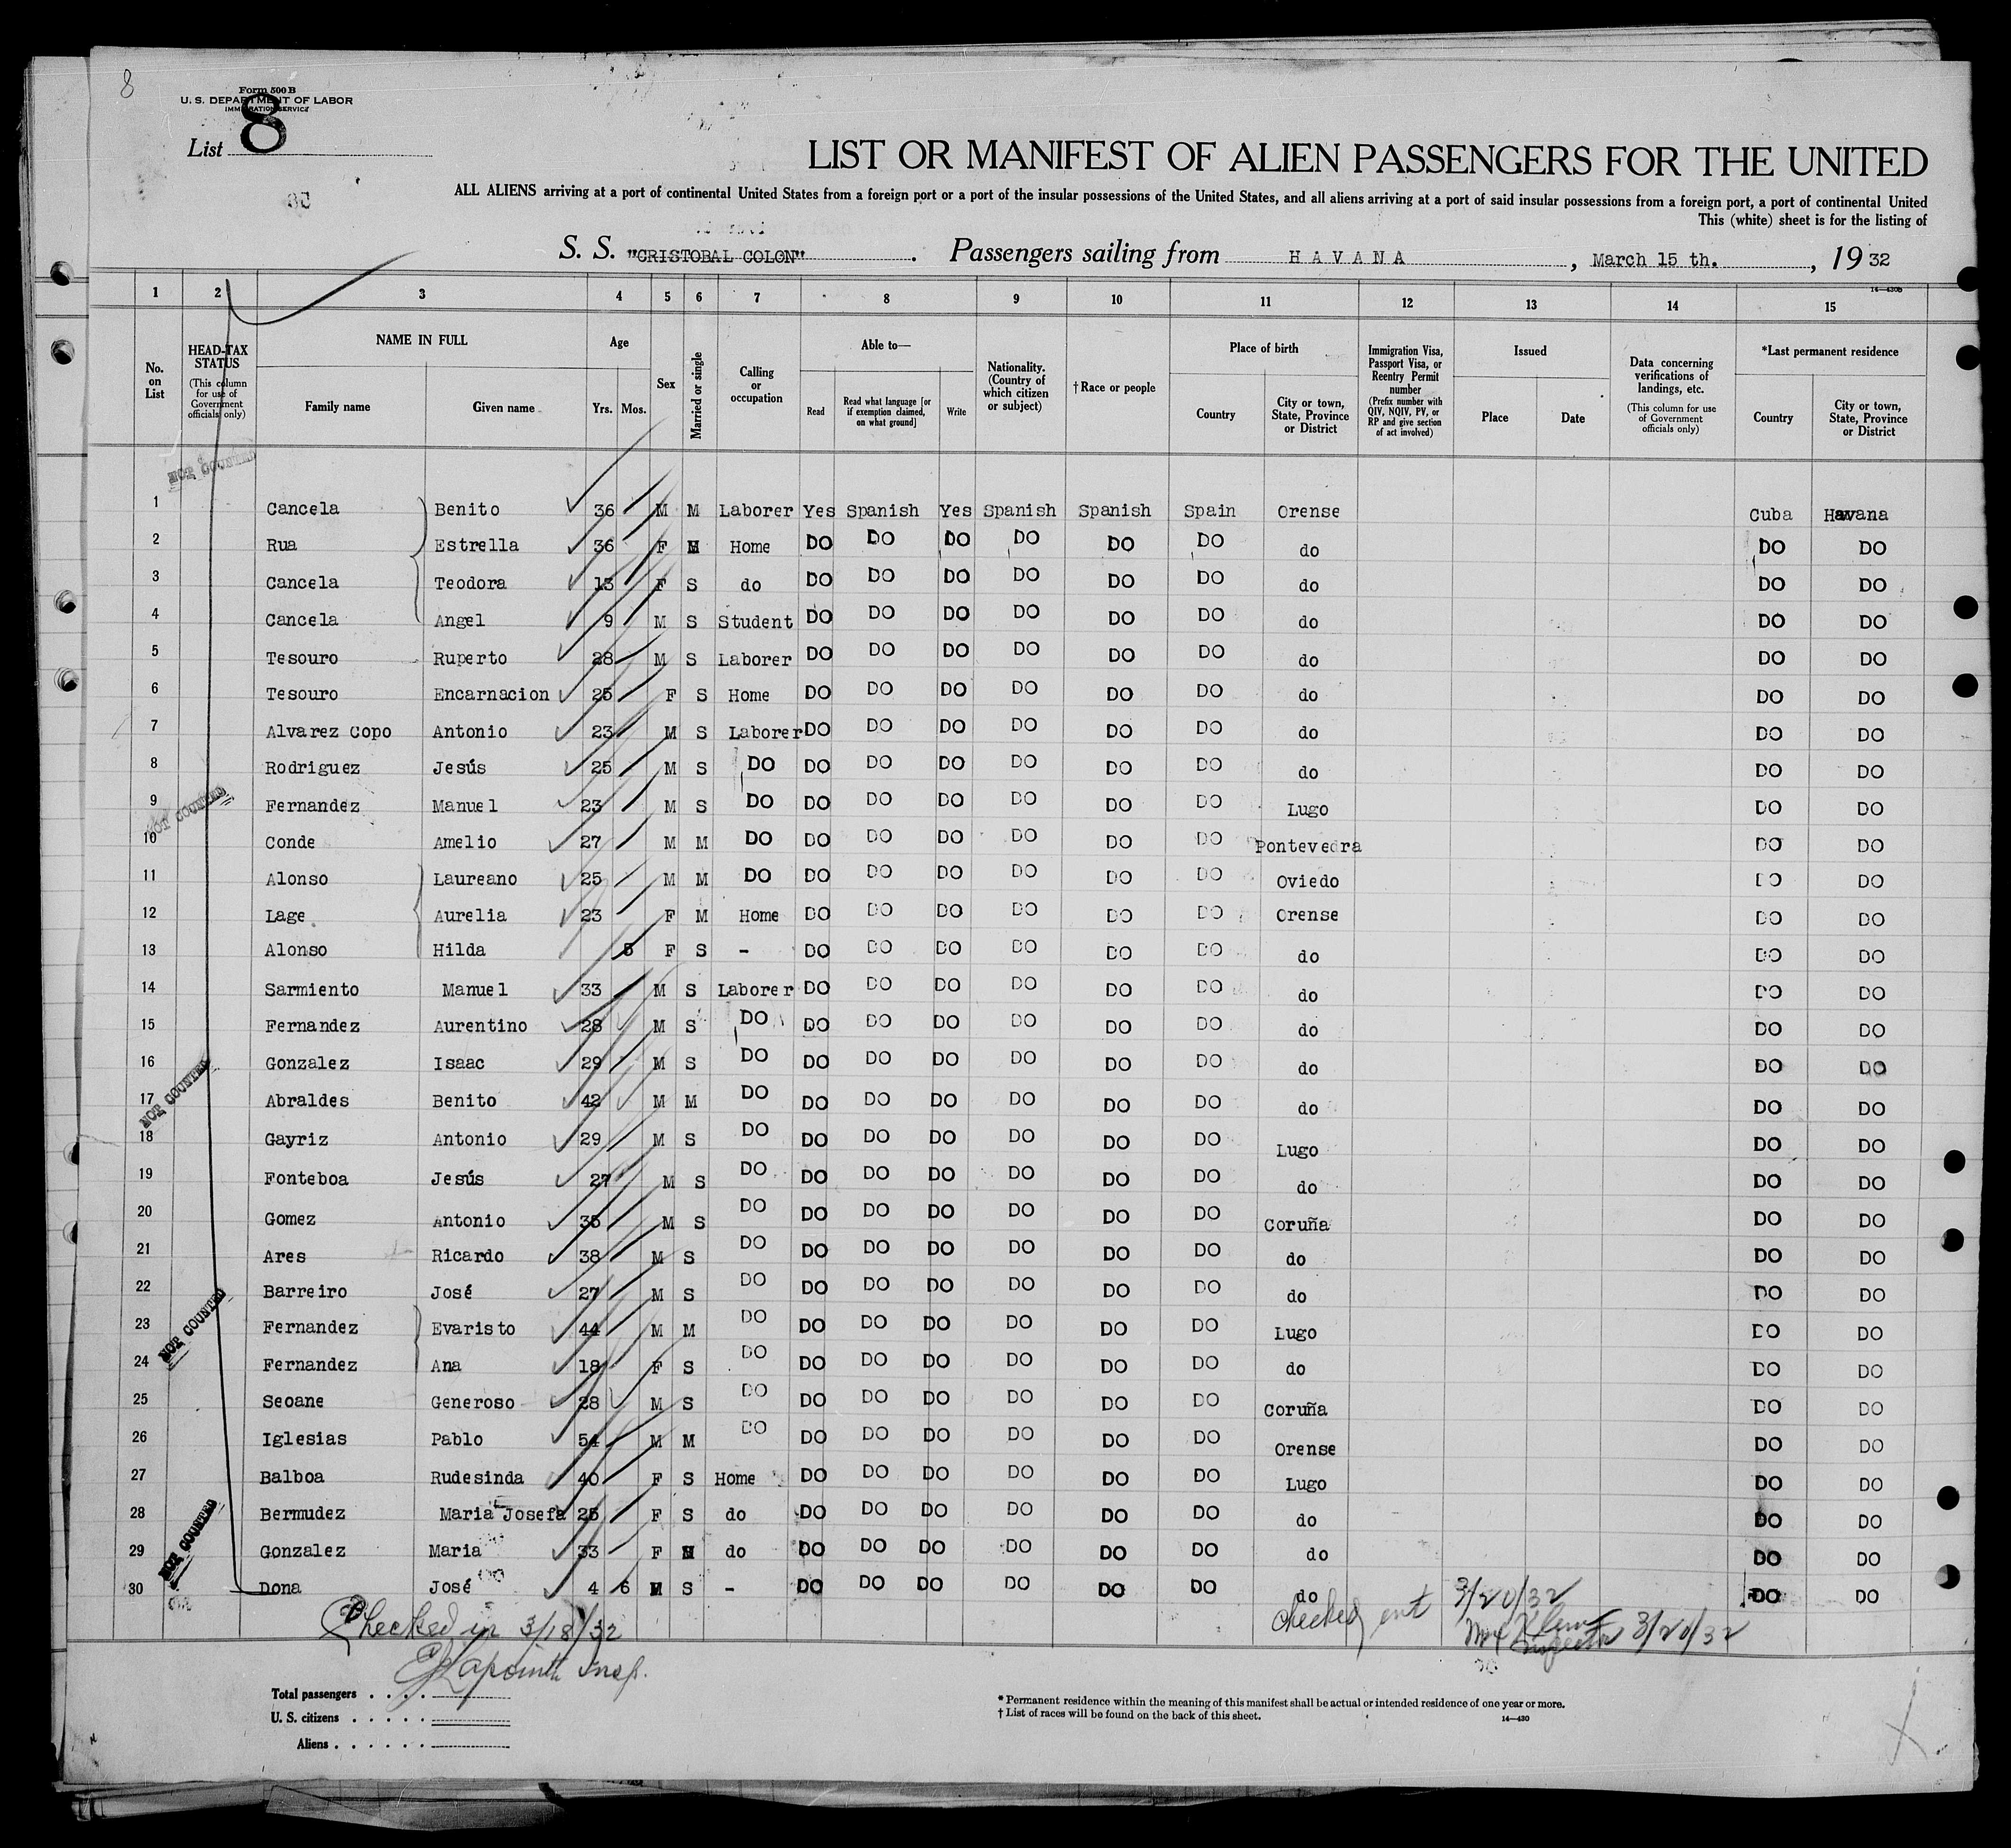 8
Form 500 B
U. S. DEPARTMENT OF LABOR
IMMIGRATION SERVICE
List 8
LIST OR MANIFEST OF ALIEN PASSENGERS FOR THE UNITED
ALL ALIENS arriving at a port of continental United States from a foreign port or a port of the insular possessions of the United States, and all aliens arriving at a port of said insular possessions from a foreign port, a port of continental United
This (white) sheet is for the listing of
S. S. "CRISTOBAL COLON" . Passengers sailing from HAVANA , March 15 th. , 19 32
14—430B
1 2 3 4 5 6 7 8 9 10 11 12 13 14 15
No. on List HEAD-TAX STATUS (This column for use of Government officials only) NAME IN FULL Family name Given name Age Yrs. Mos. Sex Married or single Calling or occupation Able to— Read Read what language [or if exemption claimed, on what ground] Write Nationality. (Country of which citizen or subject) † Race or people Place of birth Country City or town, State, Province or District Immigration Visa, Passport Visa, or Reentry Permit number (Prefix number with QIV, NQIV, PV, or RP and give section of act involved) Issued Place Date Data concerning verifications of landings, etc. (This column for use of Government officials only) *Last permanent residence Country City or town, State, Province or District
NOT COUNTED
1 Cancela Benito 36 M M Laborer Yes Spanish Yes Spanish Spanish Spain Orense Cuba Havana
2 Rua Estrella 36 F M Home DO DO DO DO DO DO do DO DO
3 Cancela Teodora 13 F S do DO DO DO DO DO DO do DO DO
4 Cancela Angel 9 M S Student DO DO DO DO DO DO do DO DO
5 Tesouro Ruperto 28 M S Laborer DO DO DO DO DO DO do DO DO
6 Tesouro Encarnacion 25 F S Home DO DO DO DO DO DO do DO DO
7 Alvarez Copo Antonio 23 M S Laborer DO DO DO DO DO DO do DO DO
8 Rodriguez Jesús 25 M S DO DO DO DO DO DO DO do DO DO
NOT COUNTED
9 Fernandez Manuel 23 M S DO DO DO DO DO DO DO Lugo DO DO
10 Conde Amelio 27 M M DO DO DO DO DO DO DO Pontevedra DO DO
11 Alonso Laureano 25 M M DO DO DO DO DO DO DO Oviedo DO DO
12 Lage Aurelia 23 F M Home DO DO DO DO DO DO Orense DO DO
13 Alonso Hilda 5 F S - DO DO DO DO DO DO do DO DO
14 Sarmiento Manuel 33 M S Laborer DO DO DO DO DO DO do DO DO
15 Fernandez Aurentino 28 M S DO DO DO DO DO DO DO do DO DO
16 Gonzalez Isaac 29 M S DO DO DO DO DO DO DO do DO DO
NOT COUNTED
17 Abraldes Benito 42 M M DO DO DO DO DO DO DO do DO DO
18 Gayriz Antonio 29 M S DO DO DO DO DO DO DO Lugo DO DO
19 Fonteboa Jesús 27 M S DO DO DO DO DO DO DO do DO DO
20 Gomez Antonio 35 M S DO DO DO DO DO DO DO Coruña DO DO
21 Ares Ricardo 38 M S DO DO DO DO DO DO DO do DO DO
22 Barreiro José 27 M S DO DO DO DO DO DO DO do DO DO
NOT COUNTED
23 Fernandez Evaristo 44 M M DO DO DO DO DO DO DO Lugo DO DO
24 Fernandez Ana 18 F S DO DO DO DO DO DO DO do DO DO
25 Seoane Generoso 28 M S DO DO DO DO DO DO DO Coruña DO DO
26 Iglesias Pablo 54 M M DO DO DO DO DO DO DO Orense DO DO
27 Balboa Rudesinda 40 F S Home DO DO DO DO DO DO Lugo DO DO
28 Bermudez Maria Josefa 25 F S do DO DO DO DO DO DO do DO DO
NOT COUNTED
29 Gonzalez Maria 33 F M do DO DO DO DO DO DO do DO DO
30 Dona José 4 6 M S - DO DO DO DO DO DO do DO DO
Checked in 3/18/32
Lapointe Insp.
Checked out 3/20/32
Inspector 3/20/32
Total passengers . . . .
U. S. citizens . . . . .
Aliens . . . . . .
* Permanent residence within the meaning of this manifest shall be actual or intended residence of one year or more.
† List of races will be found on the back of this sheet.
14—430